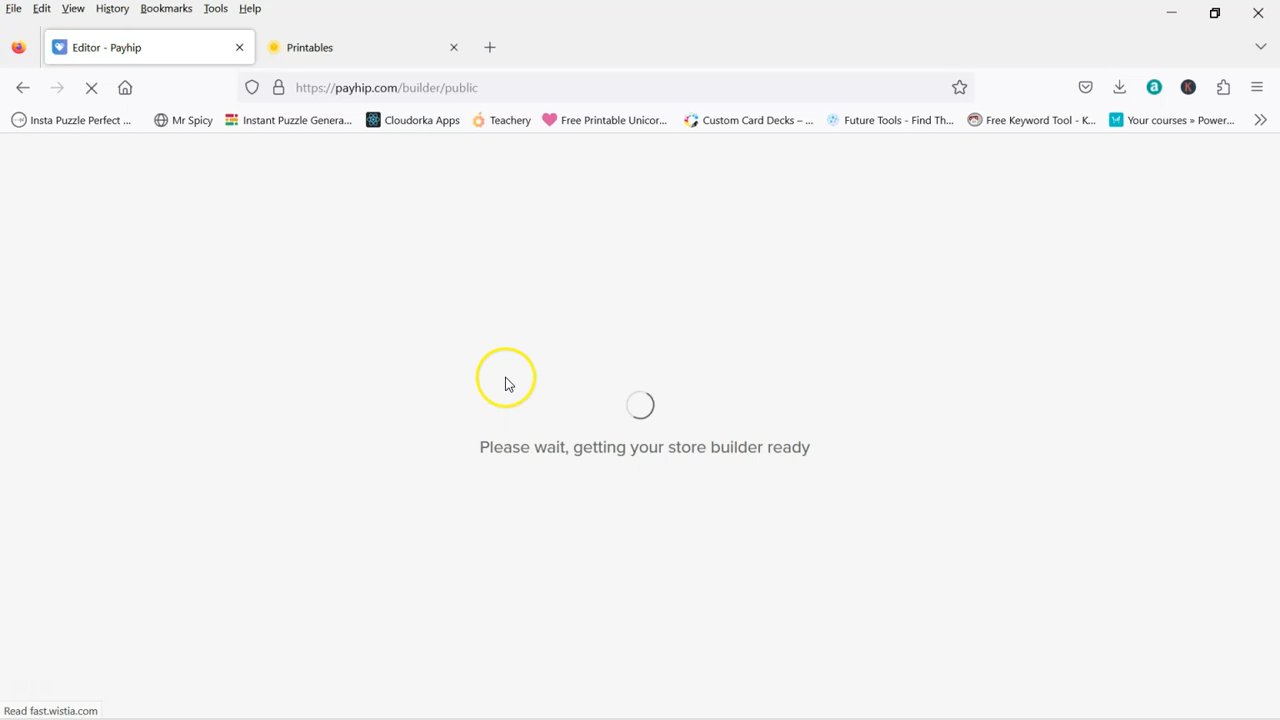 File Edit View History Bookmarks Tools Help
Editor - Payhip
Printables
https://payhip.com/builder/public
a
K
Insta Puzzle Perfect ...
Mr Spicy
Instant Puzzle Genera...
Cloudorka Apps
Teachery
Free Printable Unicor...
Custom Card Decks – ...
Future Tools - Find Th...
Free Keyword Tool - K...
Your courses » Power...
Please wait, getting your store builder ready
Read fast.wistia.com